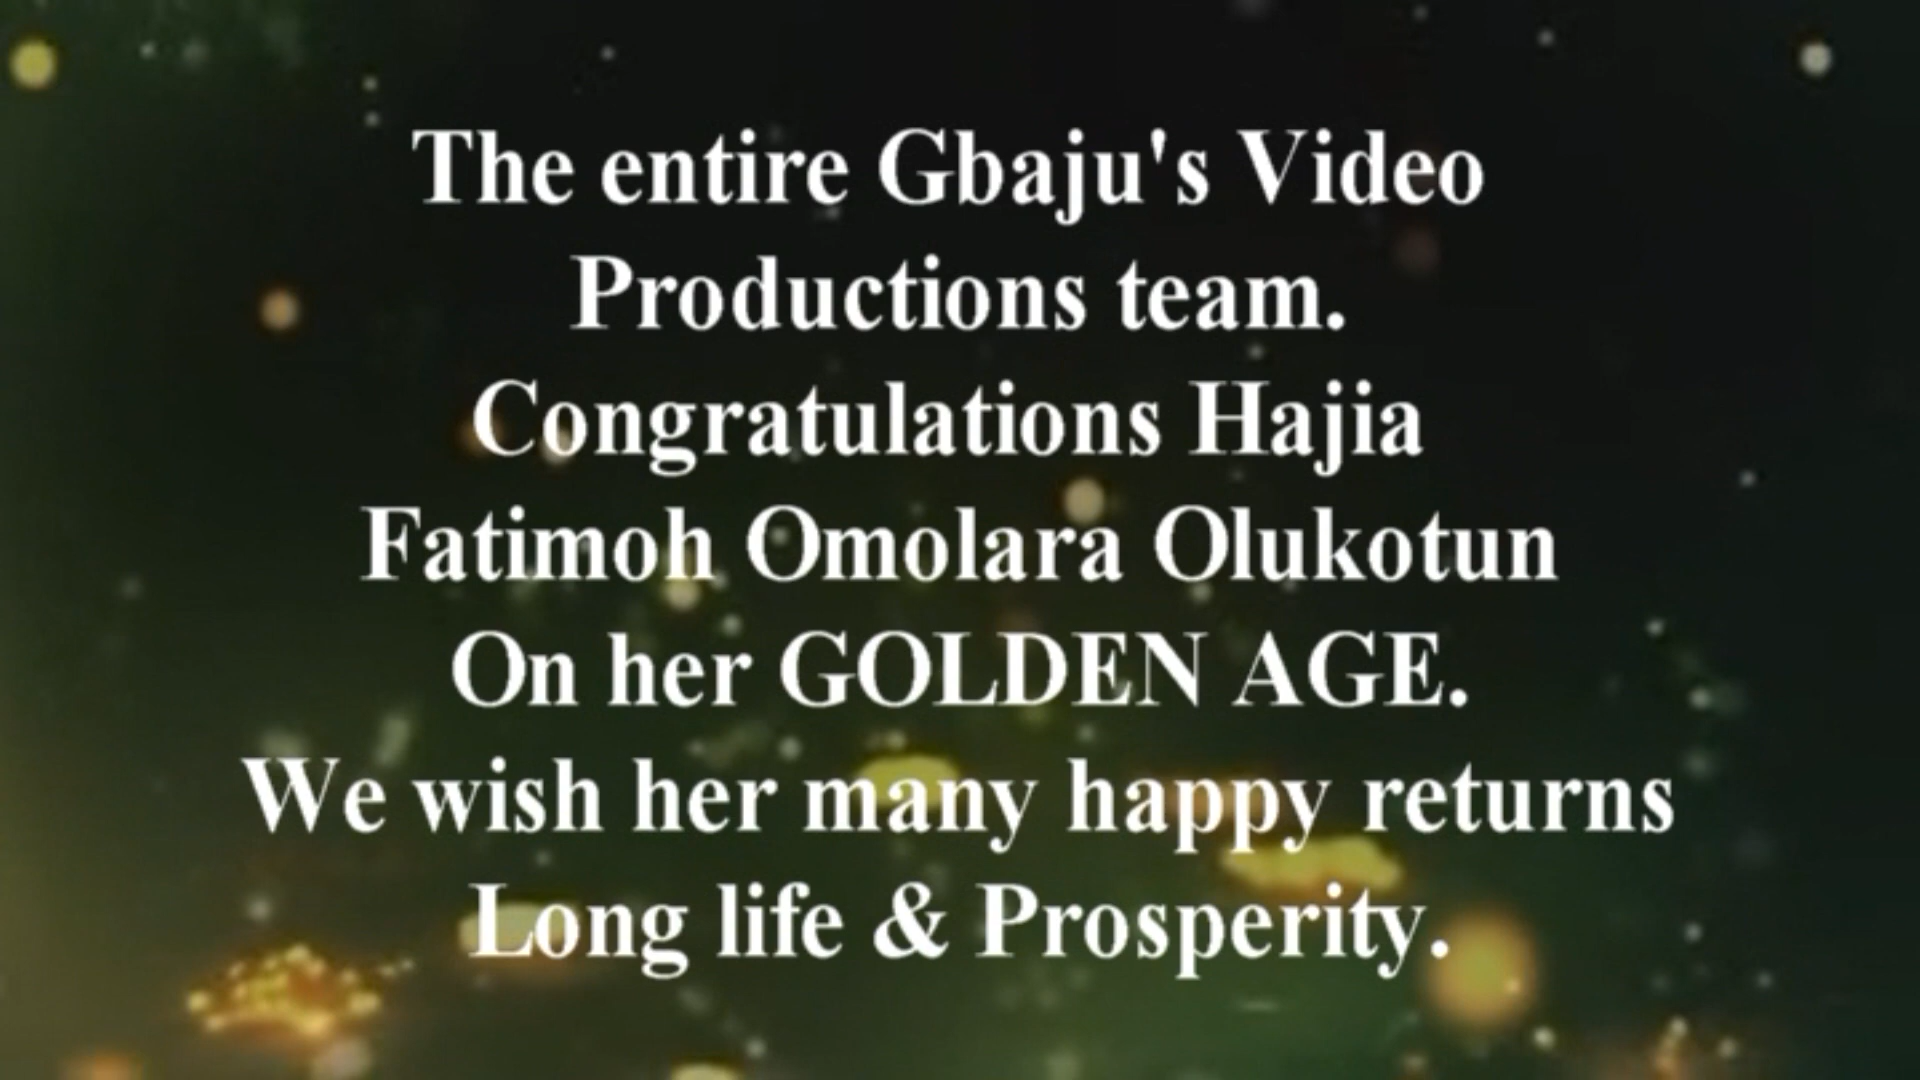 The entire Gbaju's Video
Productions team.
Congratulations Hajia
Fatimoh Omolara Olukotun
On her GOLDEN AGE.
We wish her many happy returns
Long life & Prosperity.